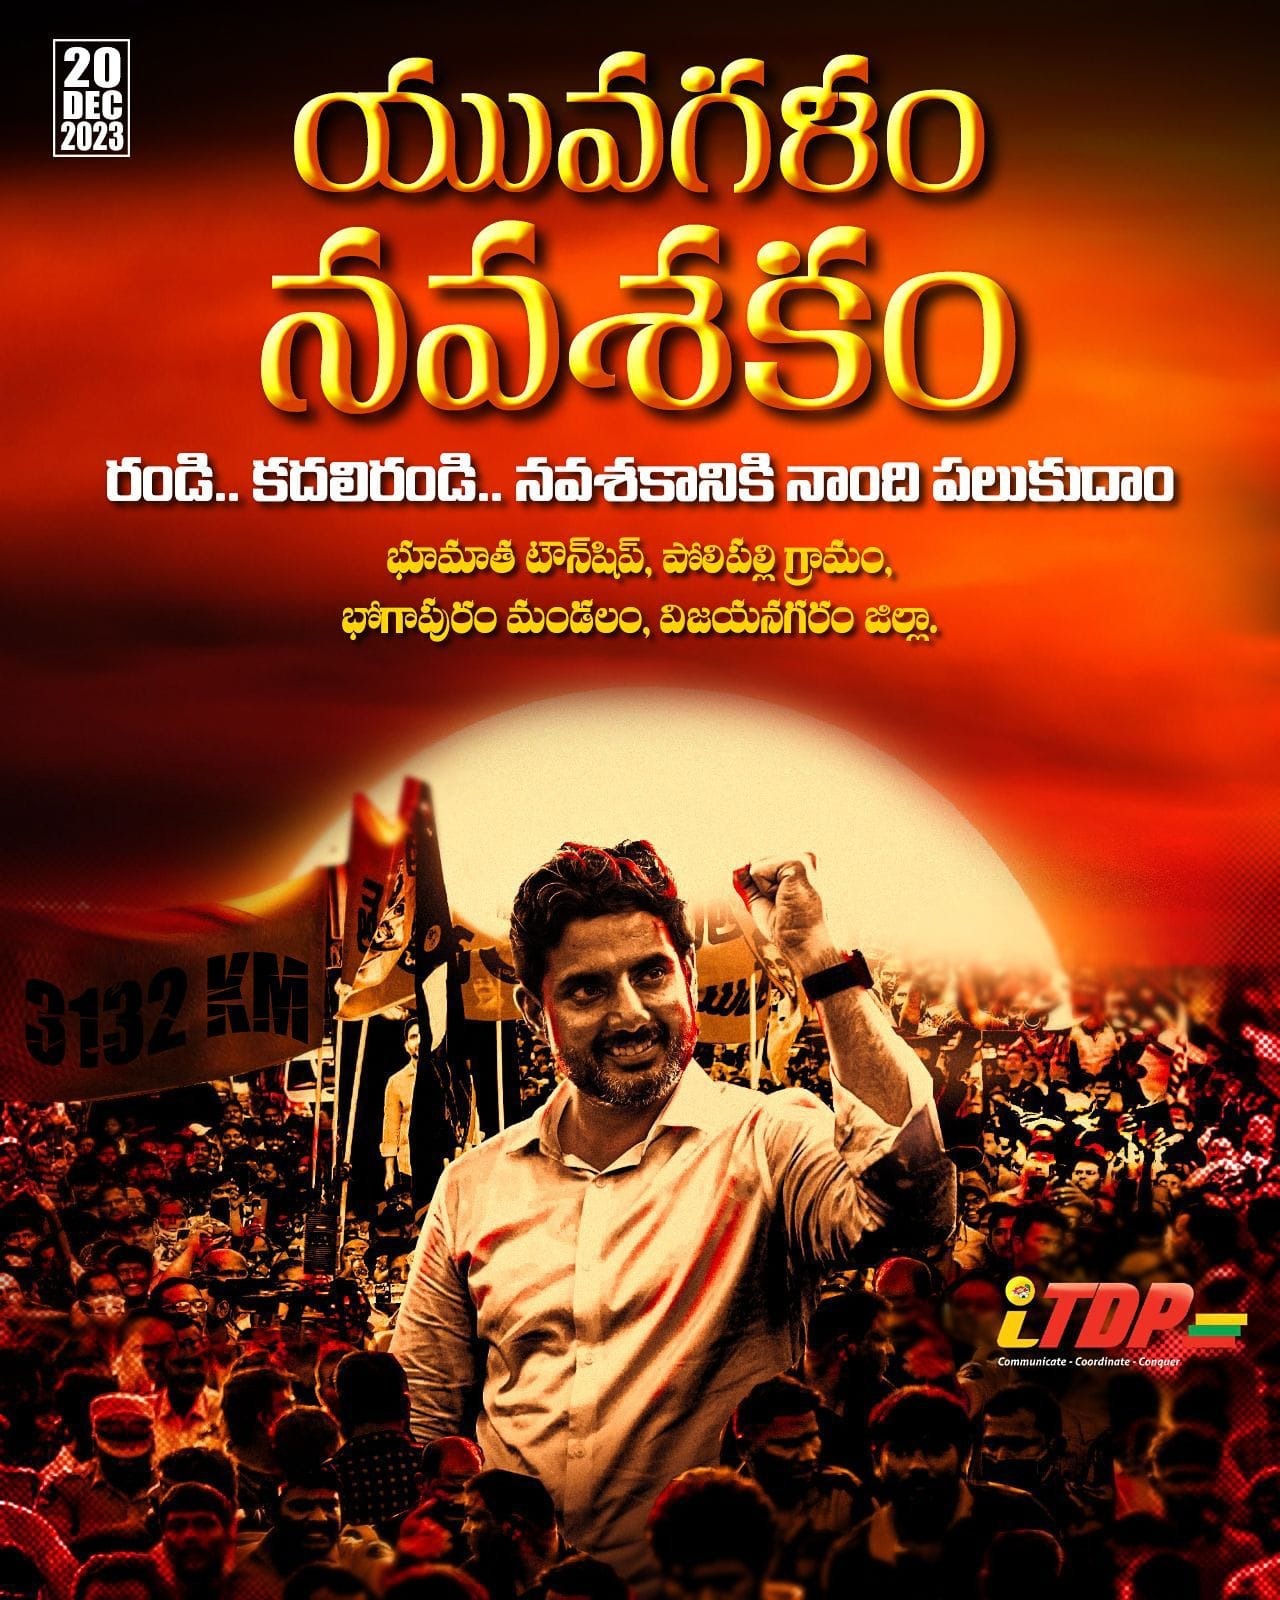 20
DEC
2023
యువగళం
నవశకం
రండి.. కదలిరండి.. నవశకానికి నాంది పలుకుదాం
భూమాత టౌన్‌షిప్, పోలిపల్లి గ్రామం,
భోగాపురం మండలం, విజయనగరం జిల్లా.
3132 KM
iTDP
Communicate - Coordinate - Conquer